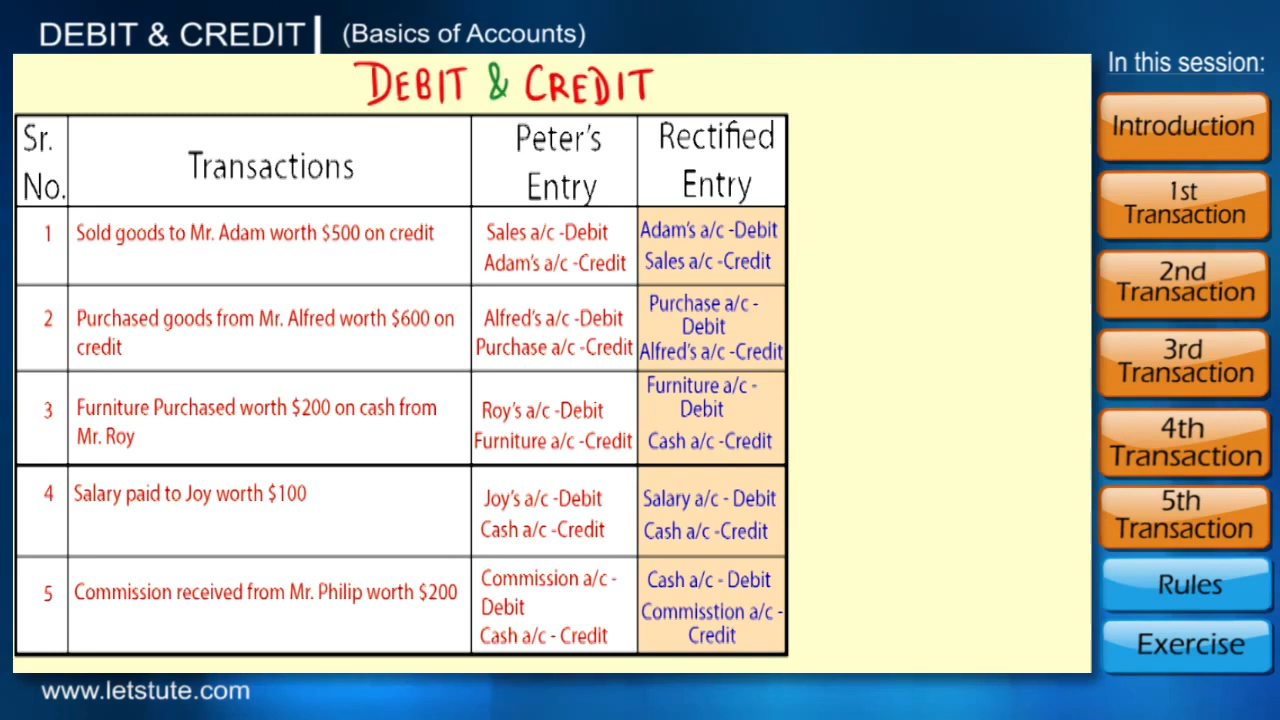 DEBIT & CREDIT | (Basics of Accounts)
DEBIT & CREDIT
Sr. No.
Transactions
Peter's Entry
Rectified Entry
1
Sold goods to Mr. Adam worth $500 on credit
Sales a/c -Debit
Adam's a/c -Credit
Adam's a/c -Debit
Sales a/c -Credit
2
Purchased goods from Mr. Alfred worth $600 on
credit
Alfred's a/c -Debit
Purchase a/c -Credit
Purchase a/c -
Debit
Alfred's a/c -Credit
3
Furniture Purchased worth $200 on cash from
Mr. Roy
Roy's a/c -Debit
Furniture a/c -Credit
Furniture a/c -
Debit
Cash a/c -Credit
4
Salary paid to Joy worth $100
Joy's a/c -Debit
Cash a/c -Credit
Salary a/c - Debit
Cash a/c -Credit
5
Commission received from Mr. Philip worth $200
Commission a/c -
Debit
Cash a/c - Credit
Cash a/c - Debit
Commisstion a/c -
Credit
In this session:
Introduction
1st
Transaction
2nd
Transaction
3rd
Transaction
4th
Transaction
5th
Transaction
Rules
Exercise
www.letstute.com